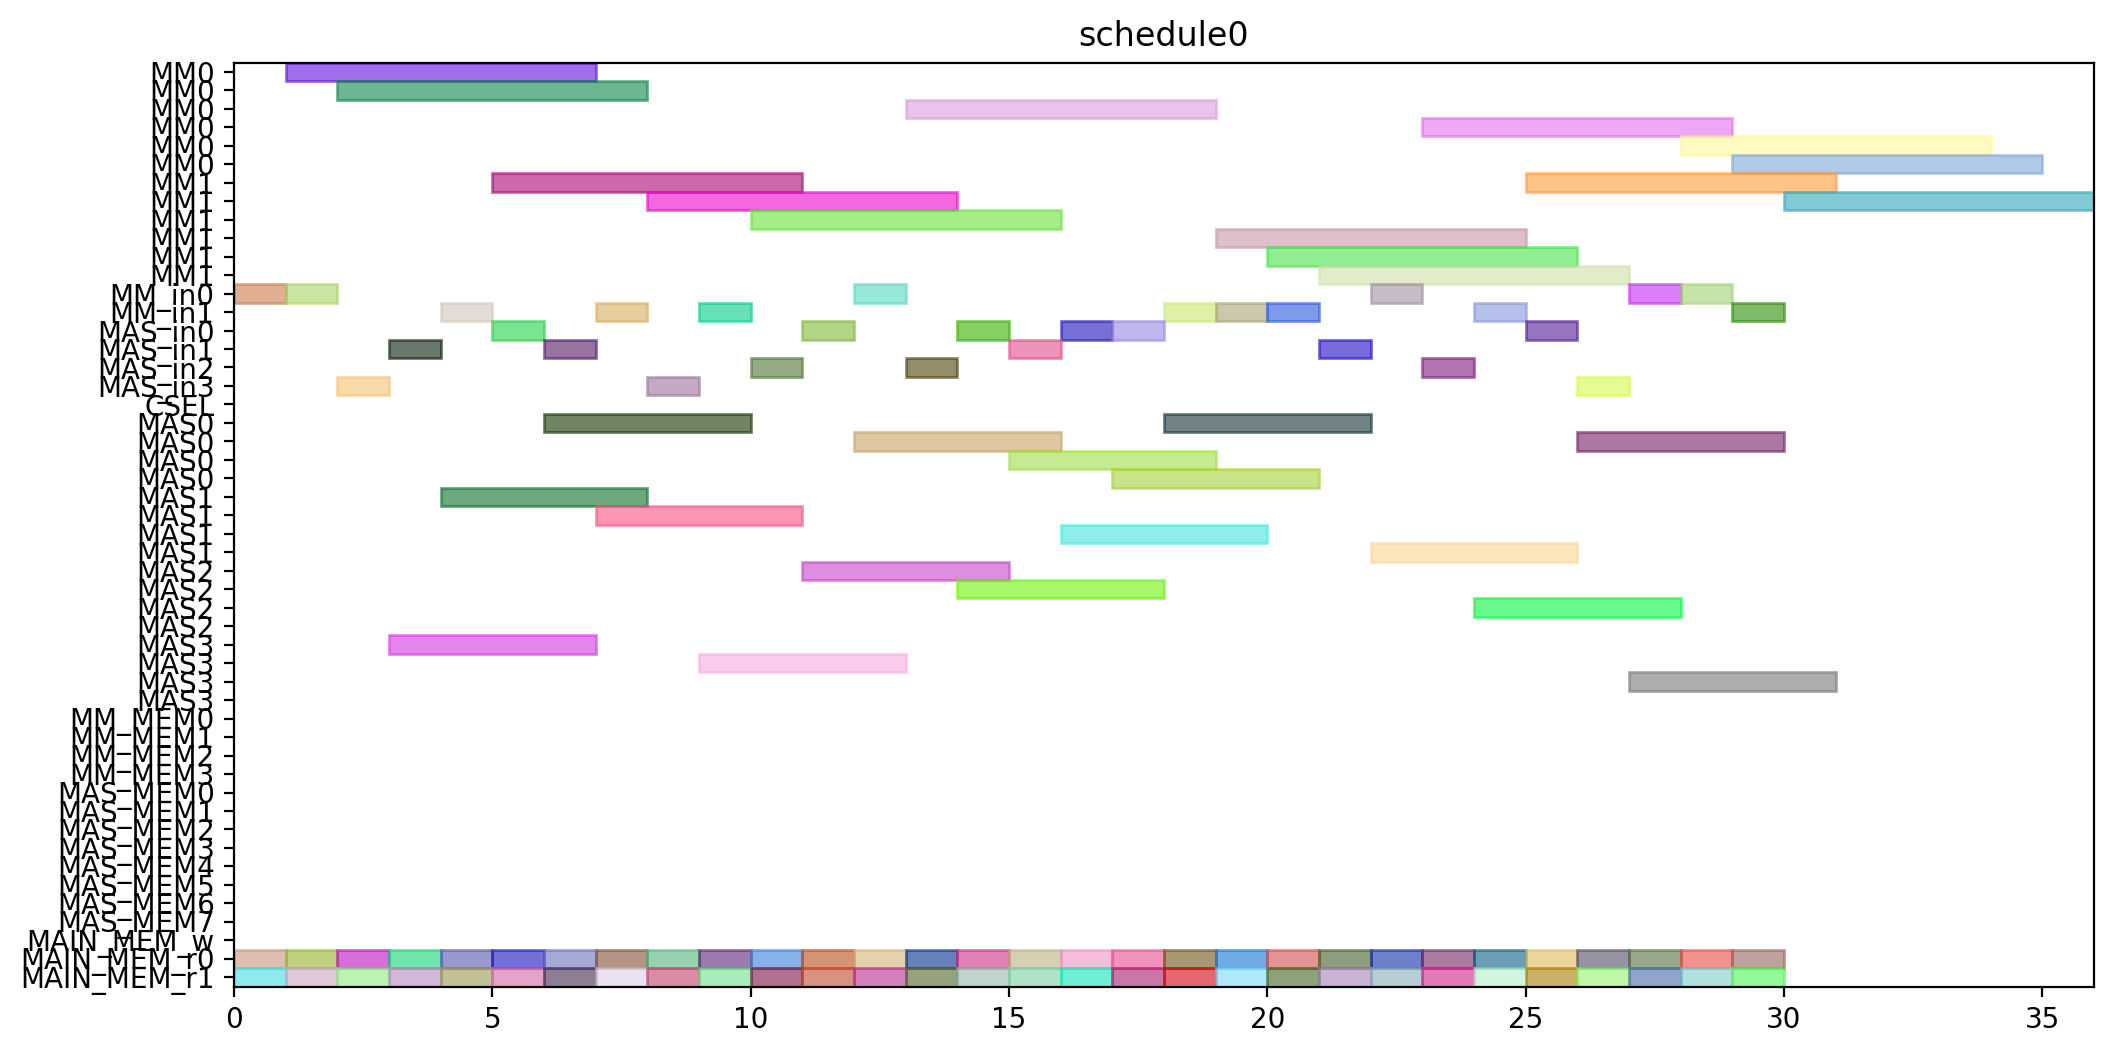 schedule0
MM0
MM0
MM0
MM0
MM0
MM0
MM1
MM1
MM1
MM1
MM1
MM1
MM_in0
MM_in1
MAS_in0
MAS_in1
MAS_in2
MAS_in3
CSEL
MAS0
MAS0
MAS0
MAS0
MAS1
MAS1
MAS1
MAS1
MAS2
MAS2
MAS2
MAS2
MAS3
MAS3
MAS3
MAS3
MM_MEM0
MM_MEM1
MM_MEM2
MM_MEM3
MAS_MEM0
MAS_MEM1
MAS_MEM2
MAS_MEM3
MAS_MEM4
MAS_MEM5
MAS_MEM6
MAS_MEM7
MAIN_MEM_w
MAIN_MEM_r0
MAIN_MEM_r1
0 5 10 15 20 25 30 35